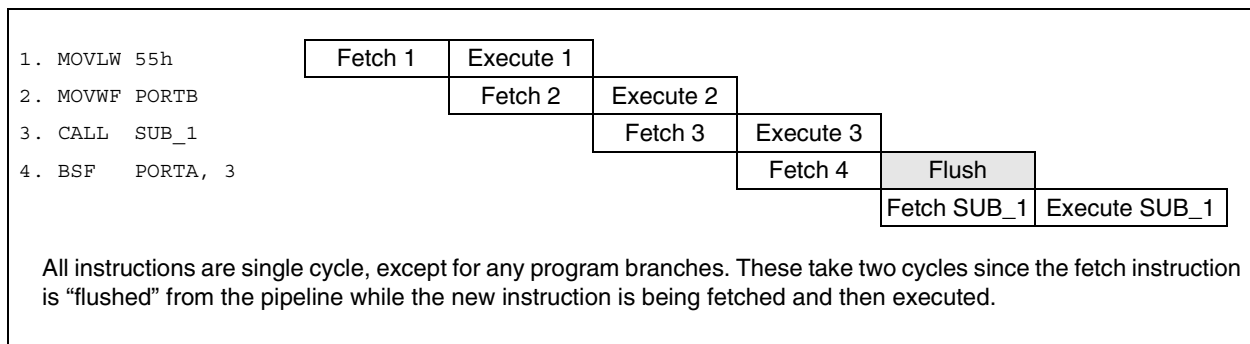 1. MOVLW 55h Fetch 1 Execute 1
2. MOVWF PORTB Fetch 2 Execute 2
3. CALL SUB_1 Fetch 3 Execute 3
4. BSF PORTA, 3 Fetch 4 Flush
Fetch SUB_1 Execute SUB_1
All instructions are single cycle, except for any program branches. These take two cycles since the fetch instruction
is “flushed” from the pipeline while the new instruction is being fetched and then executed.